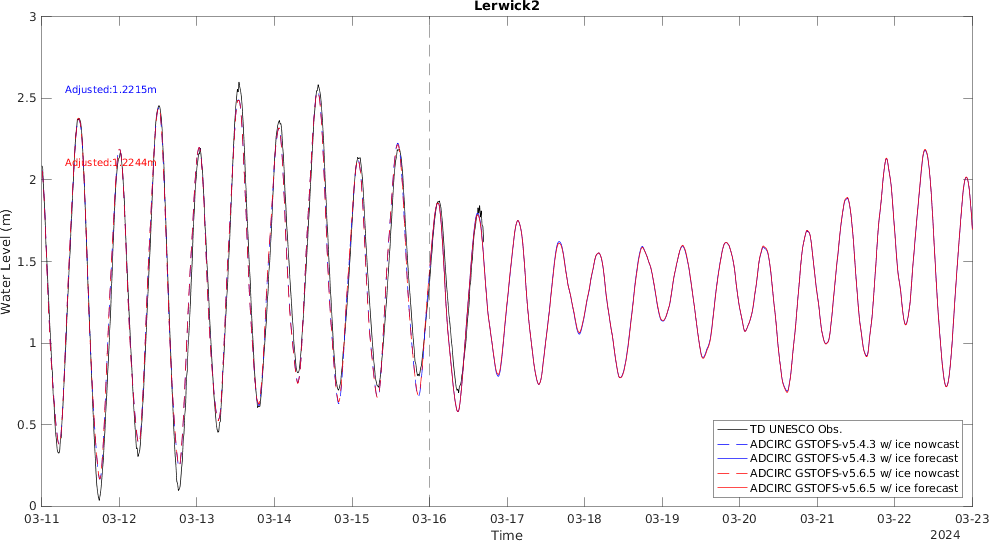 Lerwick2
3
2.5
2
1.5
1
0.5
0
Water Level (m)
Adjusted:1.2215m
Adjusted:1.2244m
TD UNESCO Obs.
ADCIRC GSTOFS-v5.4.3 w/ ice nowcast
ADCIRC GSTOFS-v5.4.3 w/ ice forecast
ADCIRC GSTOFS-v5.6.5 w/ ice nowcast
ADCIRC GSTOFS-v5.6.5 w/ ice forecast
03-11 03-12 03-13 03-14 03-15 03-16 03-17 03-18 03-19 03-20 03-21 03-22 03-23
Time
2024